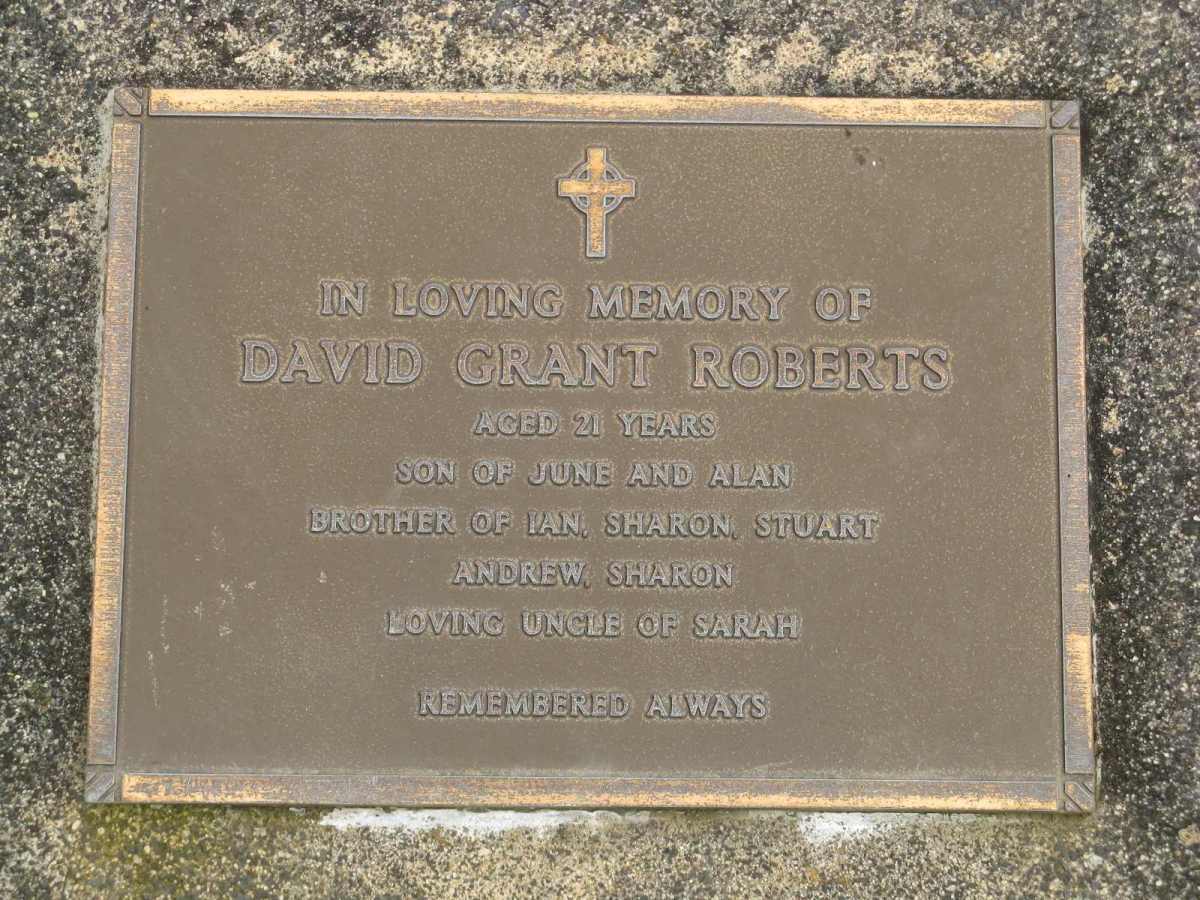 IN LOVING MEMORY OF
DAVID GRANT ROBERTS
AGED 21 YEARS
SON OF JUNE AND ALAN
BROTHER OF IAN, SHARON, STUART
ANDREW, SHARON
LOVING UNCLE OF SARAH
REMEMBERED ALWAYS